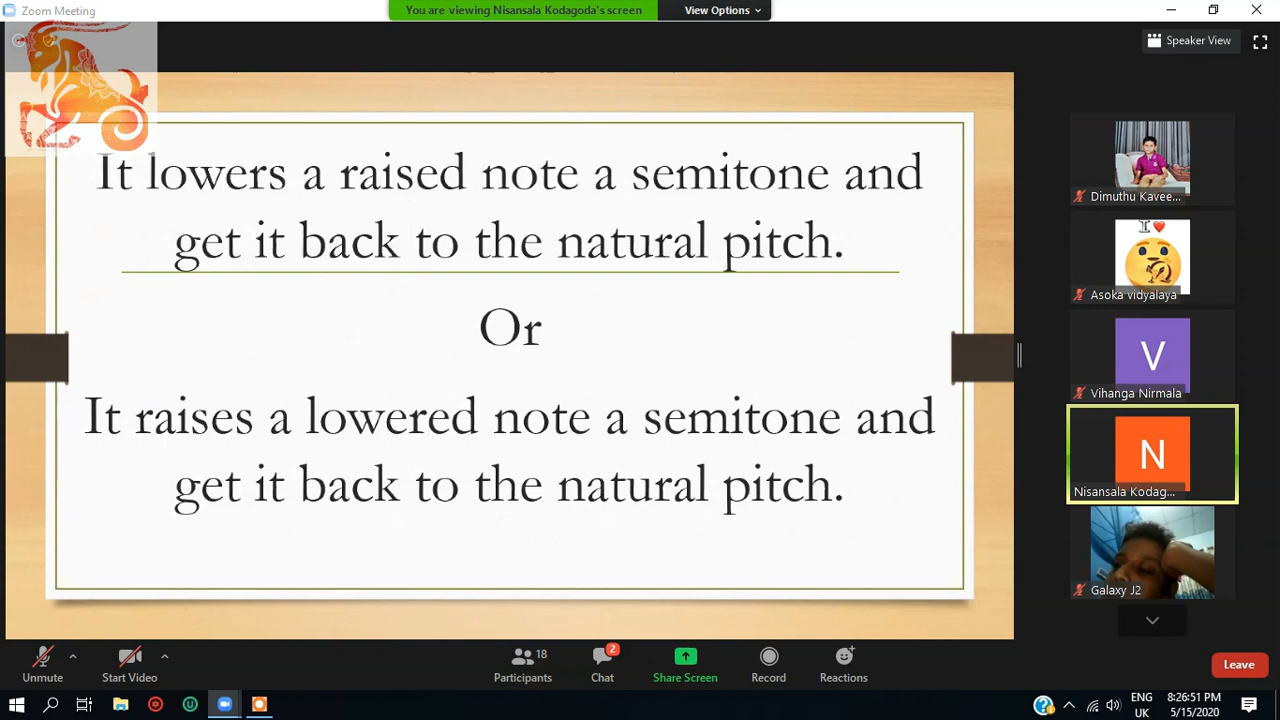 Zoom Meeting
You are viewing Nisansala Kodagoda's screen
View Options
Speaker View
It lowers a raised note a semitone and
get it back to the natural pitch.
Or
It raises a lowered note a semitone and
get it back to the natural pitch.
Dimuthu Kavee...
I
Asoka vidyalaya
V
Vihanga Nirmala
N
Nisansala Kodag...
Galaxy J2
Unmute
Start Video
18
Participants
2
Chat
Share Screen
Record
Reactions
Leave
ENG
UK
8:26:51 PM
5/15/2020